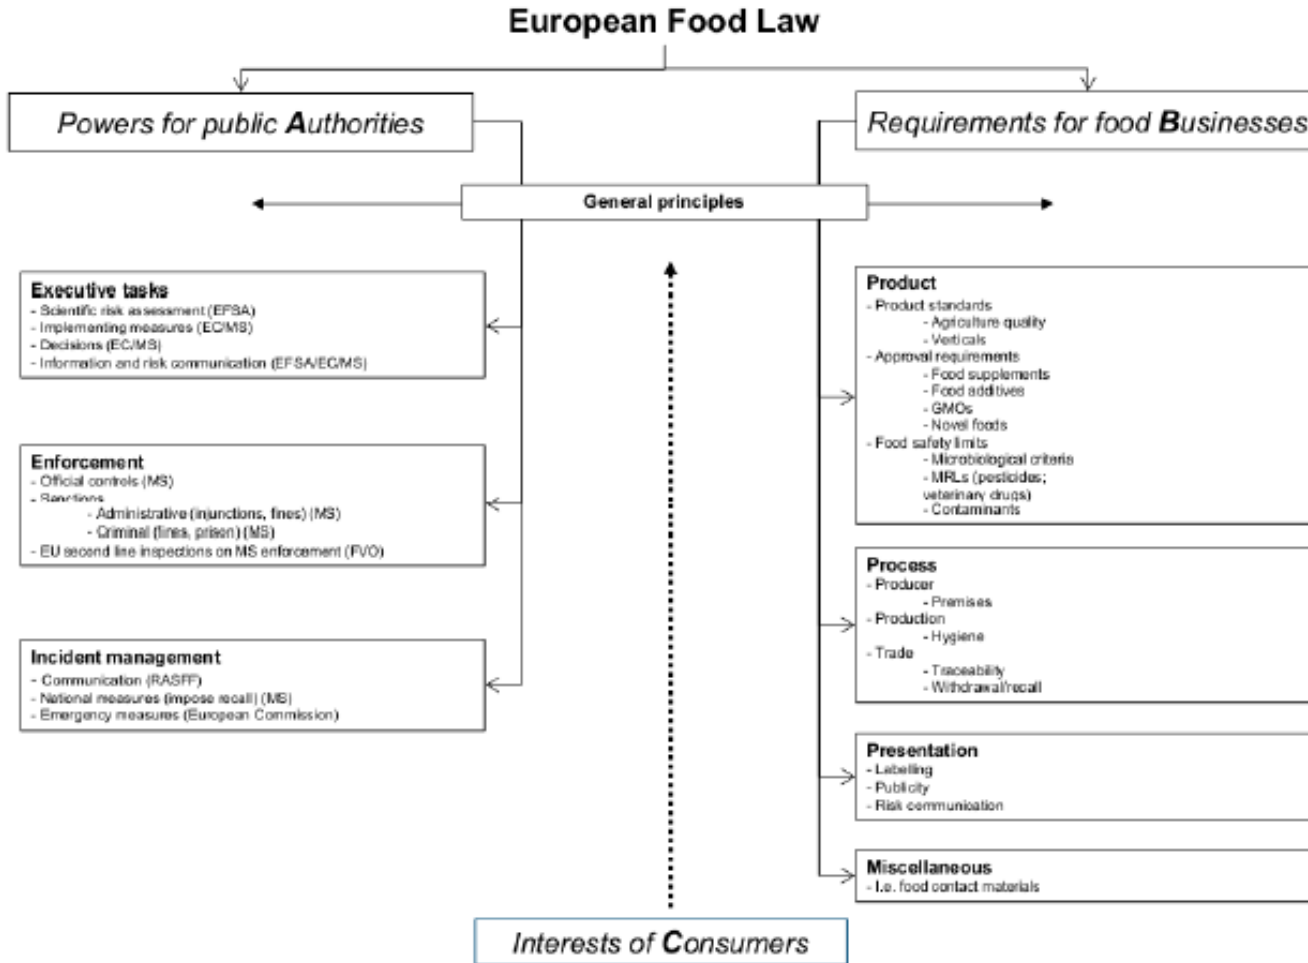 European Food Law
Powers for public Authorities
Requirements for food Businesses
General principles
Executive tasks
- Scientific risk assessment (EFSA)
- Implementing measures (EC/MS)
- Decisions (EC/MS)
- Information and risk communication (EFSA/EC/MS)
Enforcement
- Official controls (MS)
- Sanctions
- Administrative (injunctions, fines) (MS)
- Criminal (fires, prison) (MS)
- EU second line inspections on MS enforcement (FVO)
Incident management
- Communication (RASFF)
- National measures (impose recall) (MS)
- Emergency measures (European Commission)
Product
- Product standards
- Agriculture quality
- Verticals
- Approval requirements
- Food supplements
- Food additives
- GMOs
- Novel foods
- Food safety limits
- Microbiological criteria
- MRLs (pesticides;
veterinary drugs)
- Contaminants
Process
- Producer
- Premises
- Production
- Hygiene
- Trade
- Traceability
- Withdrawal/recall
Presentation
- Labelling
- Publicity
- Risk communication
Miscellaneous
- I.e. food contact materials
Interests of Consumers